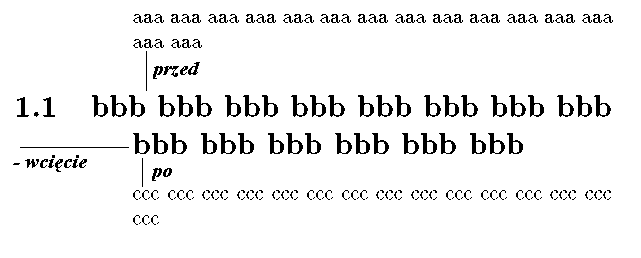 aaa aaa aaa aaa aaa aaa aaa aaa aaa aaa aaa aaa aaa
aaa aaa
przed
1.1 bbb bbb bbb bbb bbb bbb bbb bbb
bbb bbb bbb bbb bbb bbb
- wcięcie
po
ccc ccc ccc ccc ccc ccc ccc ccc ccc ccc ccc ccc ccc ccc
ccc